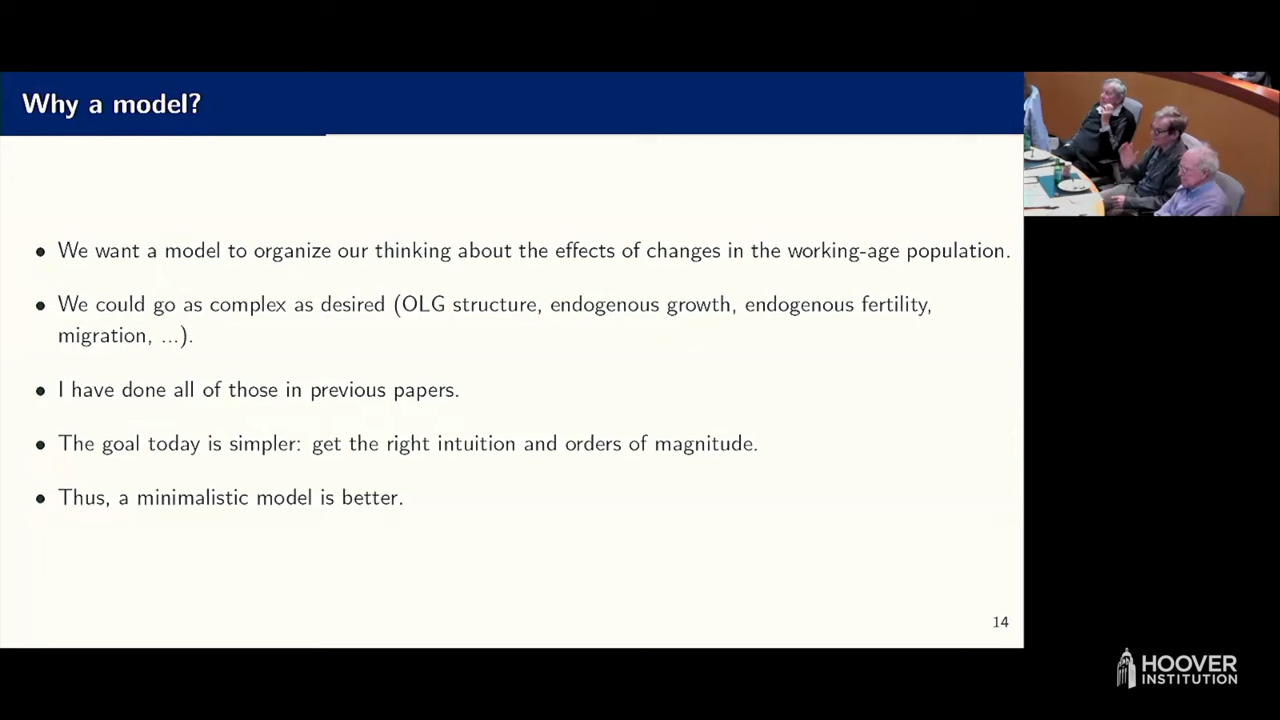 Why a model?
• We want a model to organize our thinking about the effects of changes in the working-age population.
• We could go as complex as desired (OLG structure, endogenous growth, endogenous fertility,
migration, ...).
• I have done all of those in previous papers.
• The goal today is simpler: get the right intuition and orders of magnitude.
• Thus, a minimalistic model is better.
14
HOOVER
INSTITUTION